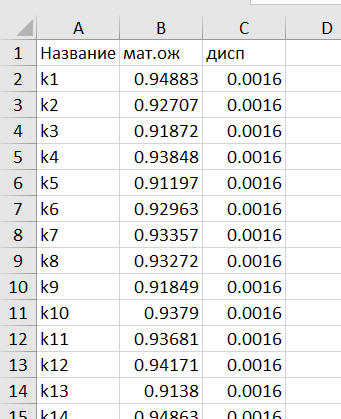 A B C D
1 Название мат.ож дисп
2 k1 0.94883 0.0016
3 k2 0.92707 0.0016
4 k3 0.91872 0.0016
5 k4 0.93848 0.0016
6 k5 0.91197 0.0016
7 k6 0.92963 0.0016
8 k7 0.93357 0.0016
9 k8 0.93272 0.0016
10 k9 0.91849 0.0016
11 k10 0.9379 0.0016
12 k11 0.93681 0.0016
13 k12 0.94171 0.0016
14 k13 0.9138 0.0016
15 k14 0.94863 0.0016